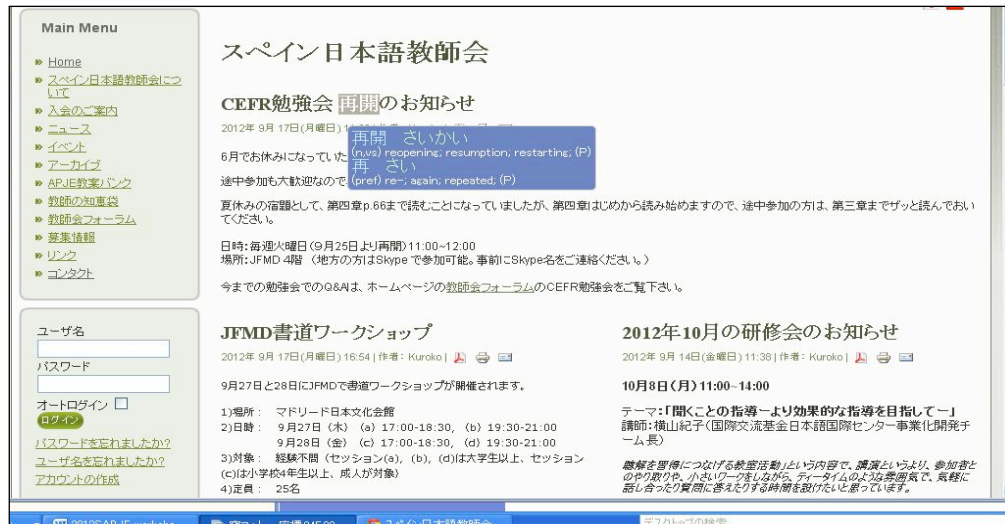 Main Menu
Home
スペイン日本語教師会につ
いて
入会のご案内
ニュース
イベント
アーカイブ
APJE教案バンク
教師の知恵袋
教師会フォーラム
募集情報
リンク
コンタクト
ユーザ名
パスワード
オートログイン
ログイン
パスワードを忘れましたか?
ユーザ名を忘れましたか?
アカウントの作成
スペイン日本語教師会
CEFR勉強会 再開のお知らせ
2012年 9月 17日(月曜日)
再開 さいかい
(n,vs) reopening; resumption; restarting; (P)
再 さい
(pref) re-; again; repeated; (P)
6月でお休みになっていた
途中参加も大歓迎なので
夏休みの宿題として、第四章p.66まで読むことになっていましたが、第四章はじめから読み始めますので、途中参加の方は、第三章までザッと読んでおい
てください。
日時:毎週火曜日(9月25日より再開)11:00~12:00
場所:JFMD 4階 (地方の方はSkype で参加可能。事前にSkype名をご連絡ください。)
今までの勉強会でのQ&Aは、ホームページの教師会フォーラムのCEFR勉強会をご覧下さい。
JFMD書道ワークショップ
2012年 9月 17日(月曜日) 16:54 | 作者: Kuroko |
9月27日と28日にJFMDで書道ワークショップが開催されます。
1)場所: マドリード日本文化会館
2)日時: 9月27日(木) (a) 17:00-18:30, (b) 19:30-21:00
9月28日(金) (c) 17:00-18:30, (d) 19:30-21:00
3)対象: 経験不問(セッション(a), (b), (d)は大学生以上、セッション
(c)は小学校4年生以上、成人が対象)
4)定員: 25名
2012年10月の研修会のお知らせ
2012年 9月 14日(金曜日) 11:38 | 作者: Kuroko |
10月8日(月)11:00-14:00
テーマ:「聞くことの指導ーより効果的な指導を目指してー」
講師:横山紀子(国際交流基金日本語国際センター事業化開発チ
ーム長)
聴解を習得につなげる教室活動」という内容で、講演というより、参加者と
のやり取りや、小さいワークをしながら、ティータイムのような雰囲気で、気軽に
話し合ったり質問に答えたりする時間を設けたいと思っています。
スペイン日本語教師会
デスクトップの検索